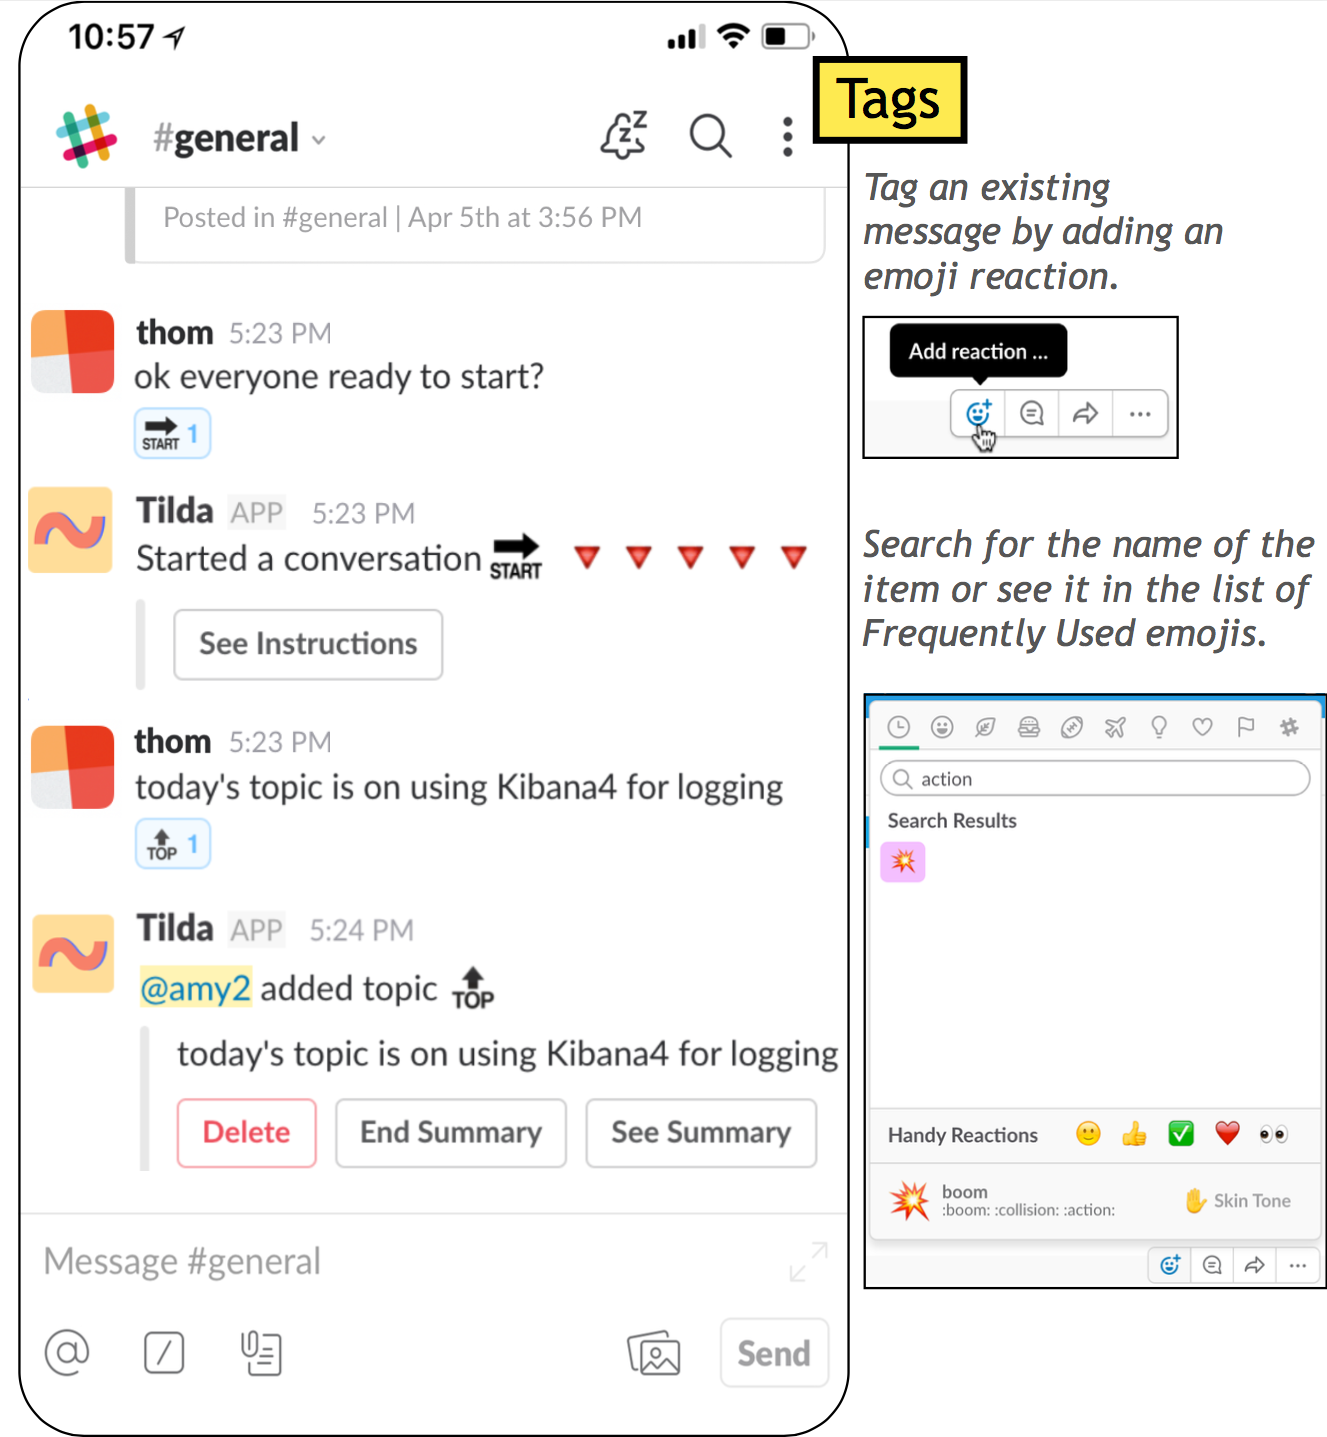 10:57
#general
Posted in #general | Apr 5th at 3:56 PM
thom 5:23 PM
ok everyone ready to start?
START 1
Tilda APP 5:23 PM
Started a conversation START
See Instructions
thom 5:23 PM
today's topic is on using Kibana4 for logging
TOP 1
Tilda APP 5:24 PM
@amy2 added topic TOP
today's topic is on using Kibana4 for logging
Delete End Summary See Summary
Message #general
Send
Tags
Tag an existing
message by adding an
emoji reaction.
Add reaction ...
Search for the name of the
item or see it in the list of
Frequently Used emojis.
action
Search Results
Handy Reactions
boom
:boom: :collision: :action:
Skin Tone